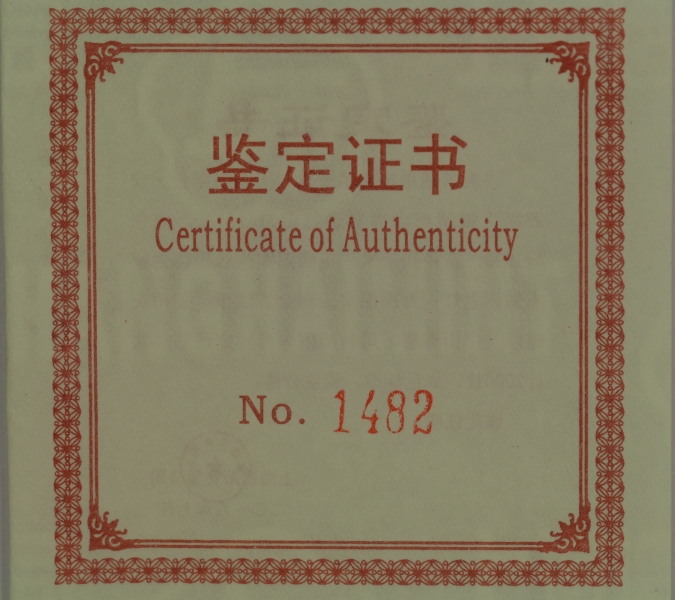 鉴定证书
Certificate of Authenticity
No. 1482